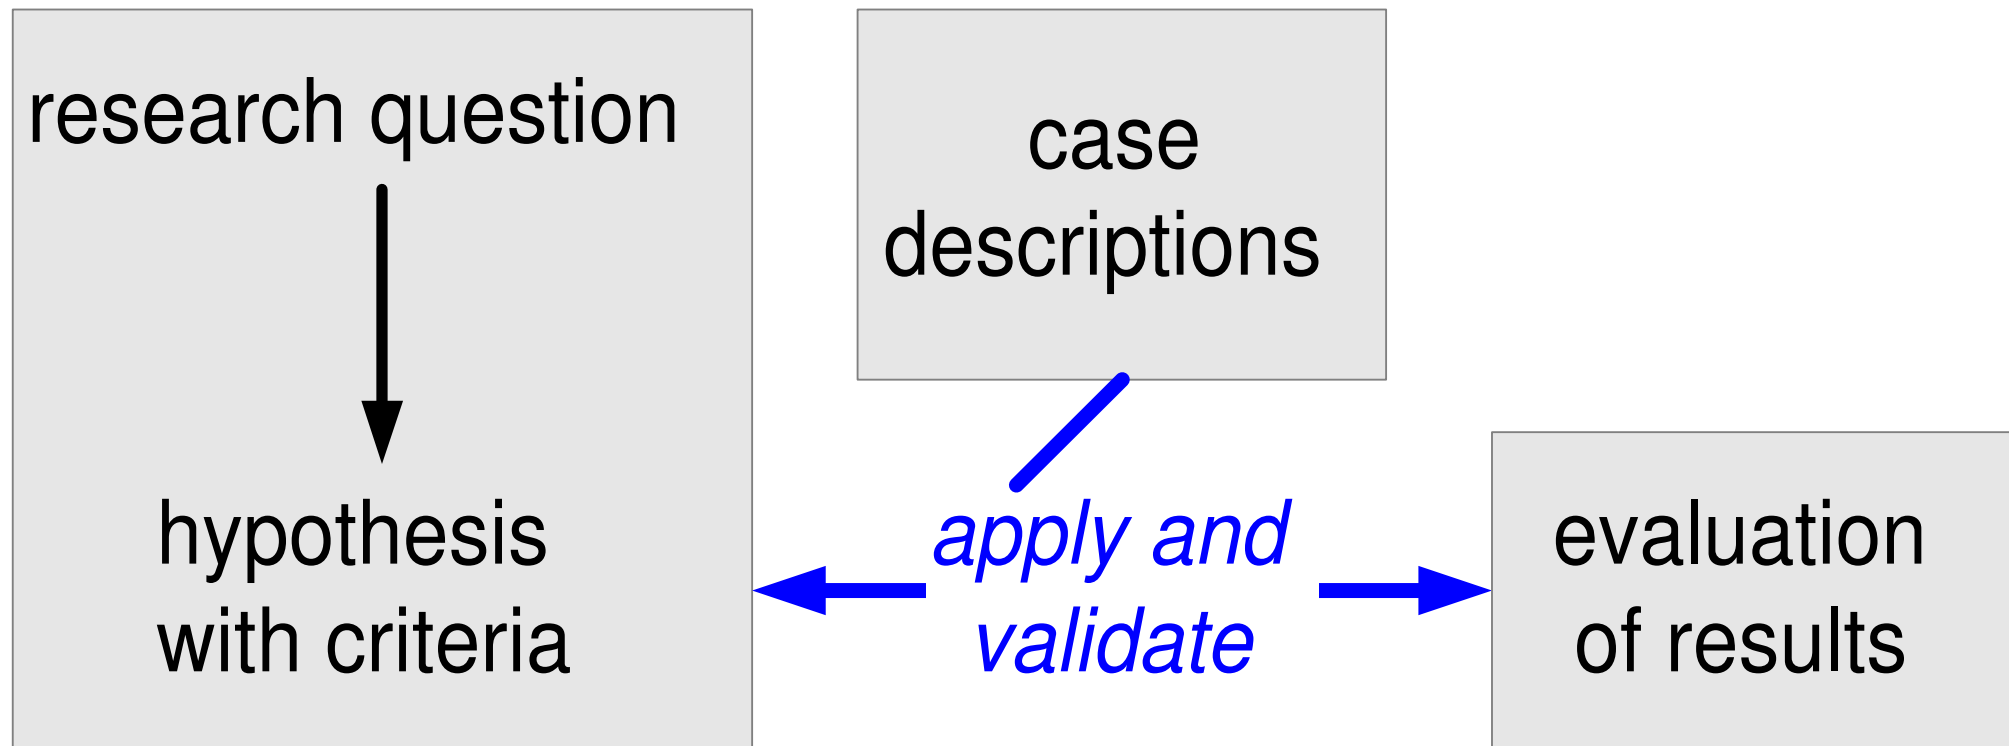 research question
hypothesis
with criteria
case
descriptions
apply and
validate
evaluation
of results